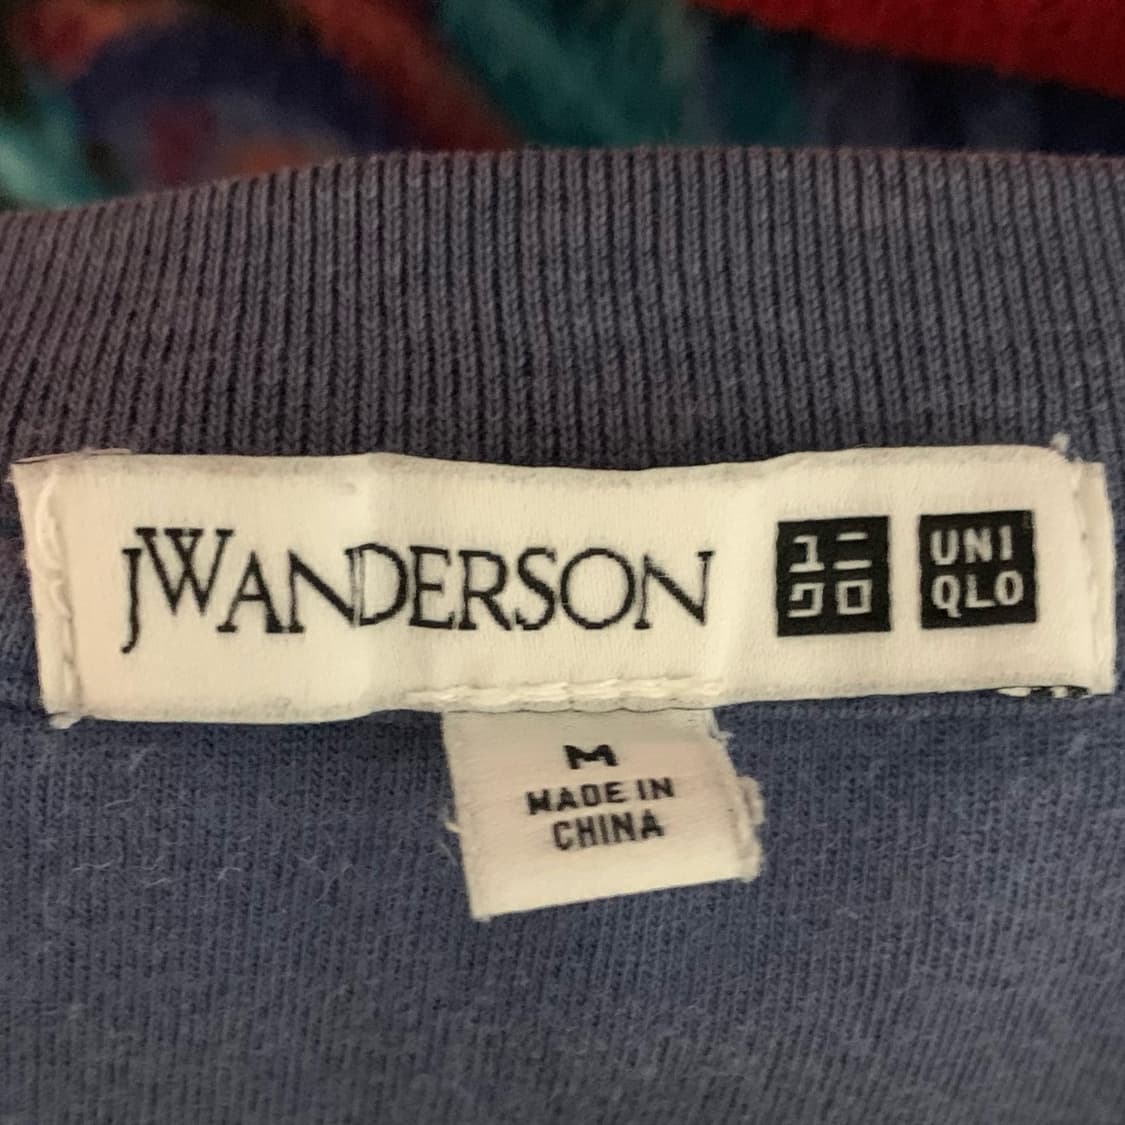 JWANDERSON
ユニ
クロ
UNI
QLO
M
MADE IN
CHINA